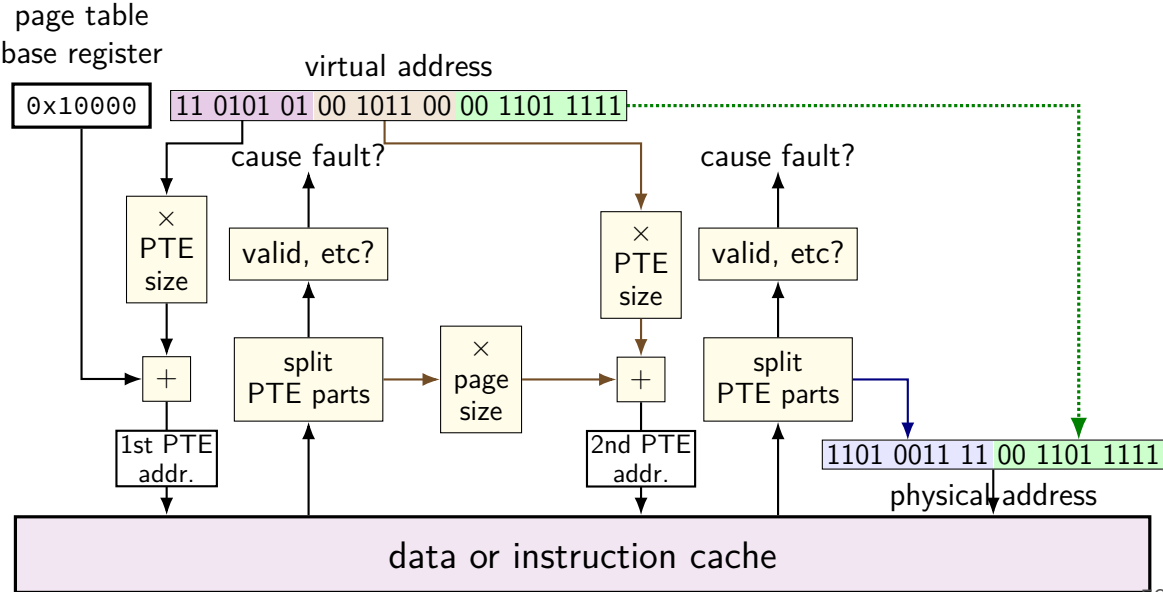 page table
base register
0x10000
virtual address
11 0101 01 00 1011 00 00 1101 1111
cause fault?
cause fault?
×
PTE
size
valid, etc?
×
PTE
size
valid, etc?
+
split
PTE parts
×
page
size
+
split
PTE parts
1st PTE
addr.
2nd PTE
addr.
1101 0011 11 00 1101 1111
physical address
data or instruction cache